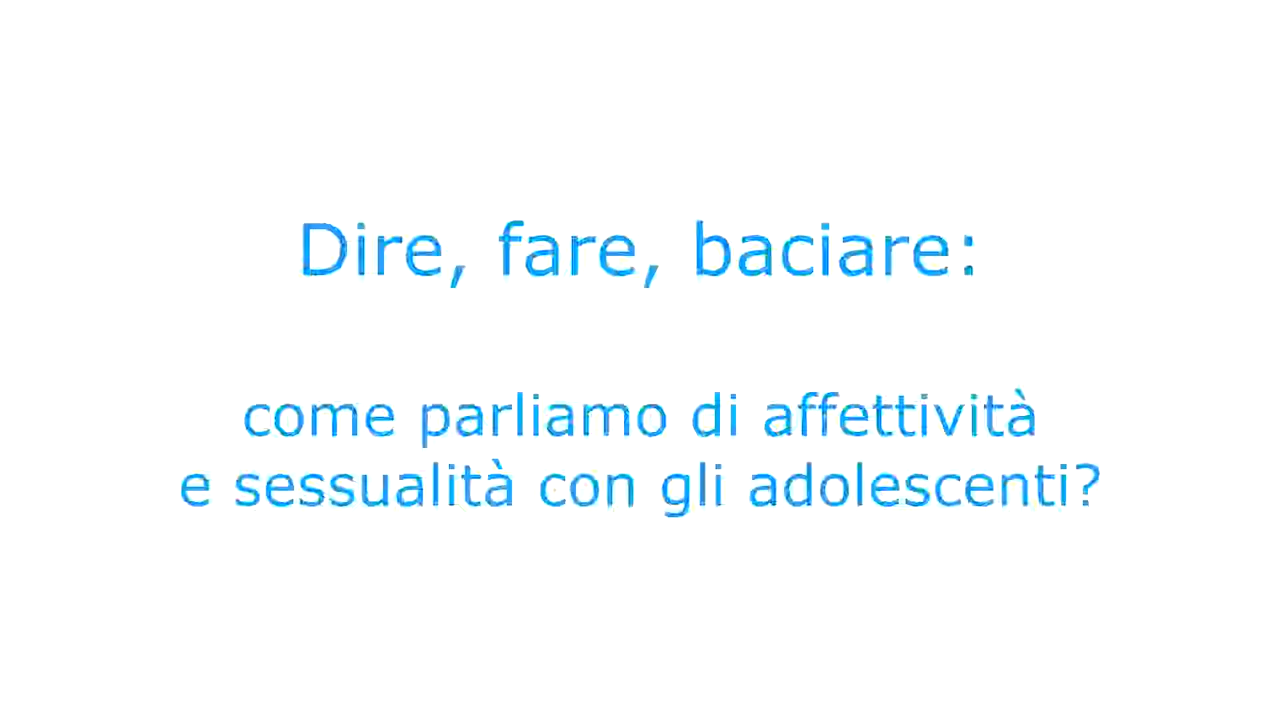 Dire, fare, baciare:
come parliamo di affettività
e sessualità con gli adolescenti?